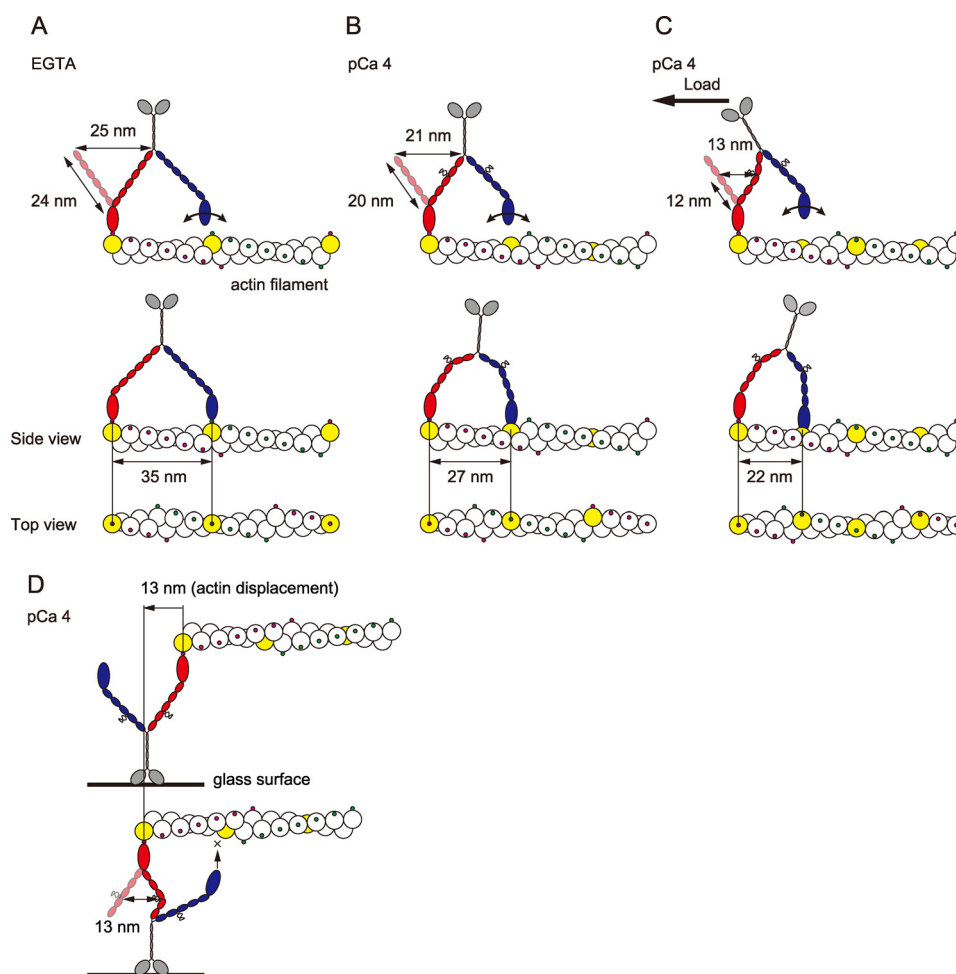 A
EGTA
25 nm
24 nm
actin filament
B
pCa 4
21 nm
20 nm
C
pCa 4
Load
13 nm
12 nm
Side view
35 nm
27 nm
22 nm
Top view
D
pCa 4
13 nm (actin displacement)
glass surface
×
13 nm